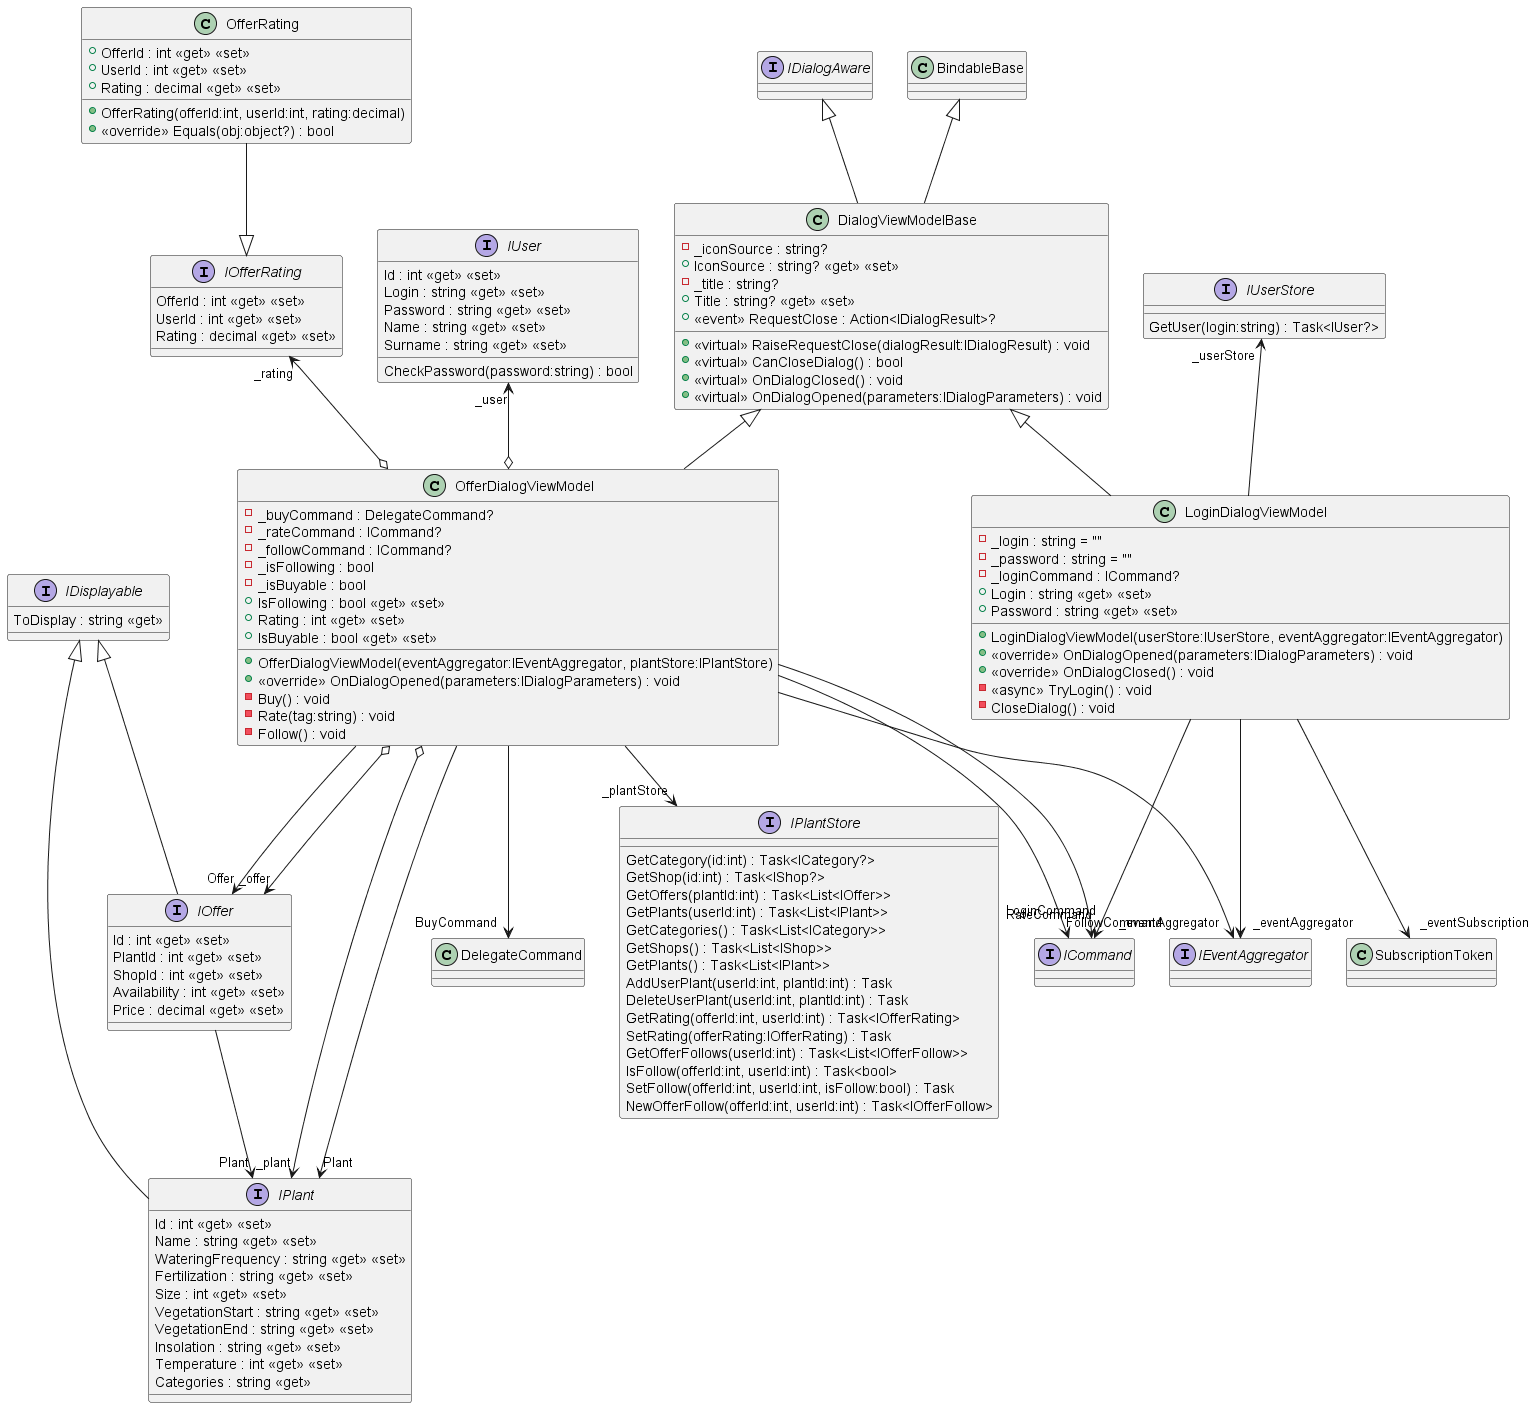 C OfferRating
OfferId : int «get» «set»
UserId : int «get» «set»
Rating : decimal «get» «set»
OfferRating(offerId:int, userId:int, rating:decimal)
«override» Equals(obj:object?) : bool
I IDialogAware
C BindableBase
I IOfferRating
OfferId : int «get» «set»
UserId : int «get» «set»
Rating : decimal «get» «set»
I IUser
Id : int «get» «set»
Login : string «get» «set»
Password : string «get» «set»
Name : string «get» «set»
Surname : string «get» «set»
CheckPassword(password:string) : bool
C DialogViewModelBase
_iconSource : string?
IconSource : string? «get» «set»
_title : string?
Title : string? «get» «set»
«event» RequestClose : Action<IDialogResult>?
«virtual» RaiseRequestClose(dialogResult:IDialogResult) : void
«virtual» CanCloseDialog() : bool
«virtual» OnDialogClosed() : void
«virtual» OnDialogOpened(parameters:IDialogParameters) : void
I IUserStore
GetUser(login:string) : Task<IUser?>
_rating
_user
_userStore
C OfferDialogViewModel
_buyCommand : DelegateCommand?
_rateCommand : ICommand?
_followCommand : ICommand?
_isFollowing : bool
_isBuyable : bool
IsFollowing : bool «get» «set»
Rating : int «get» «set»
IsBuyable : bool «get» «set»
OfferDialogViewModel(eventAggregator:IEventAggregator, plantStore:IPlantStore)
«override» OnDialogOpened(parameters:IDialogParameters) : void
Buy() : void
Rate(tag:string) : void
Follow() : void
C LoginDialogViewModel
_login : string = ""
_password : string = ""
_loginCommand : ICommand?
Login : string «get» «set»
Password : string «get» «set»
LoginDialogViewModel(userStore:IUserStore, eventAggregator:IEventAggregator)
«override» OnDialogOpened(parameters:IDialogParameters) : void
«override» OnDialogClosed() : void
«async» TryLogin() : void
CloseDialog() : void
I IDisplayable
ToDisplay : string «get»
_plantStore
Offer
_offer
BuyCommand
LoginCommand
RateCommand
FollowCommand
_eventAggregator
_eventAggregator
_eventSubscription
I IOffer
Id : int «get» «set»
PlantId : int «get» «set»
ShopId : int «get» «set»
Availability : int «get» «set»
Price : decimal «get» «set»
C DelegateCommand
I IPlantStore
GetCategory(id:int) : Task<ICategory?>
GetShop(id:int) : Task<IShop?>
GetOffers(plantId:int) : Task<List<IOffer>>
GetPlants(userId:int) : Task<List<IPlant>>
GetCategories() : Task<List<ICategory>>
GetShops() : Task<List<IShop>>
GetPlants() : Task<List<IPlant>>
AddUserPlant(userId:int, plantId:int) : Task
DeleteUserPlant(userId:int, plantId:int) : Task
GetRating(offerId:int, userId:int) : Task<IOfferRating>
SetRating(offerRating:IOfferRating) : Task
GetOfferFollows(userId:int) : Task<List<IOfferFollow>>
IsFollow(offerId:int, userId:int) : Task<bool>
SetFollow(offerId:int, userId:int, isFollow:bool) : Task
NewOfferFollow(offerId:int, userId:int) : Task<IOfferFollow>
I ICommand
I IEventAggregator
C SubscriptionToken
Plant
_plant
Plant
I IPlant
Id : int «get» «set»
Name : string «get» «set»
WateringFrequency : string «get» «set»
Fertilization : string «get» «set»
Size : int «get» «set»
VegetationStart : string «get» «set»
VegetationEnd : string «get» «set»
Insolation : string «get» «set»
Temperature : int «get» «set»
Categories : string «get»